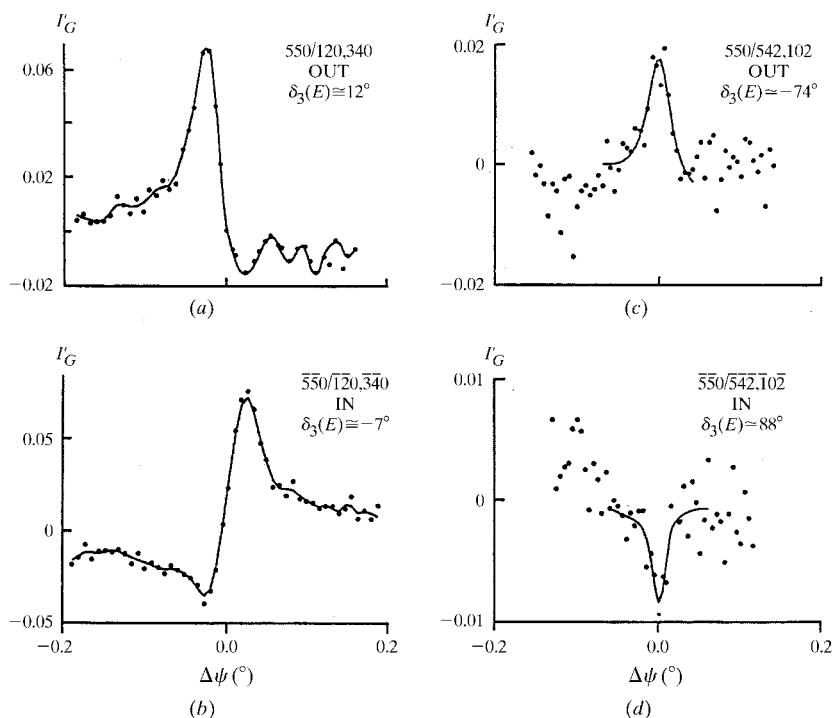 I′G
0.06
0.02
−0.02
550/120,340
OUT
δ3(E)≅12°
(a)
I′G
0.02
0
−0.02
550/542,102
OUT
δ3(E)≃−74°
(c)
I′G
0.05
0
−0.05
−0.2
0.0
0.2
5̅5̅0/1̅2̅0,3̅4̅0
IN
δ3(E)≅−7°
Δψ (°)
(b)
I′G
0.01
0
−0.01
−0.2
0.0
0.2
5̅5̅0/5̅4̅2̅,1̅02̅
IN
δ3(E)≃88°
Δψ (°)
(d)